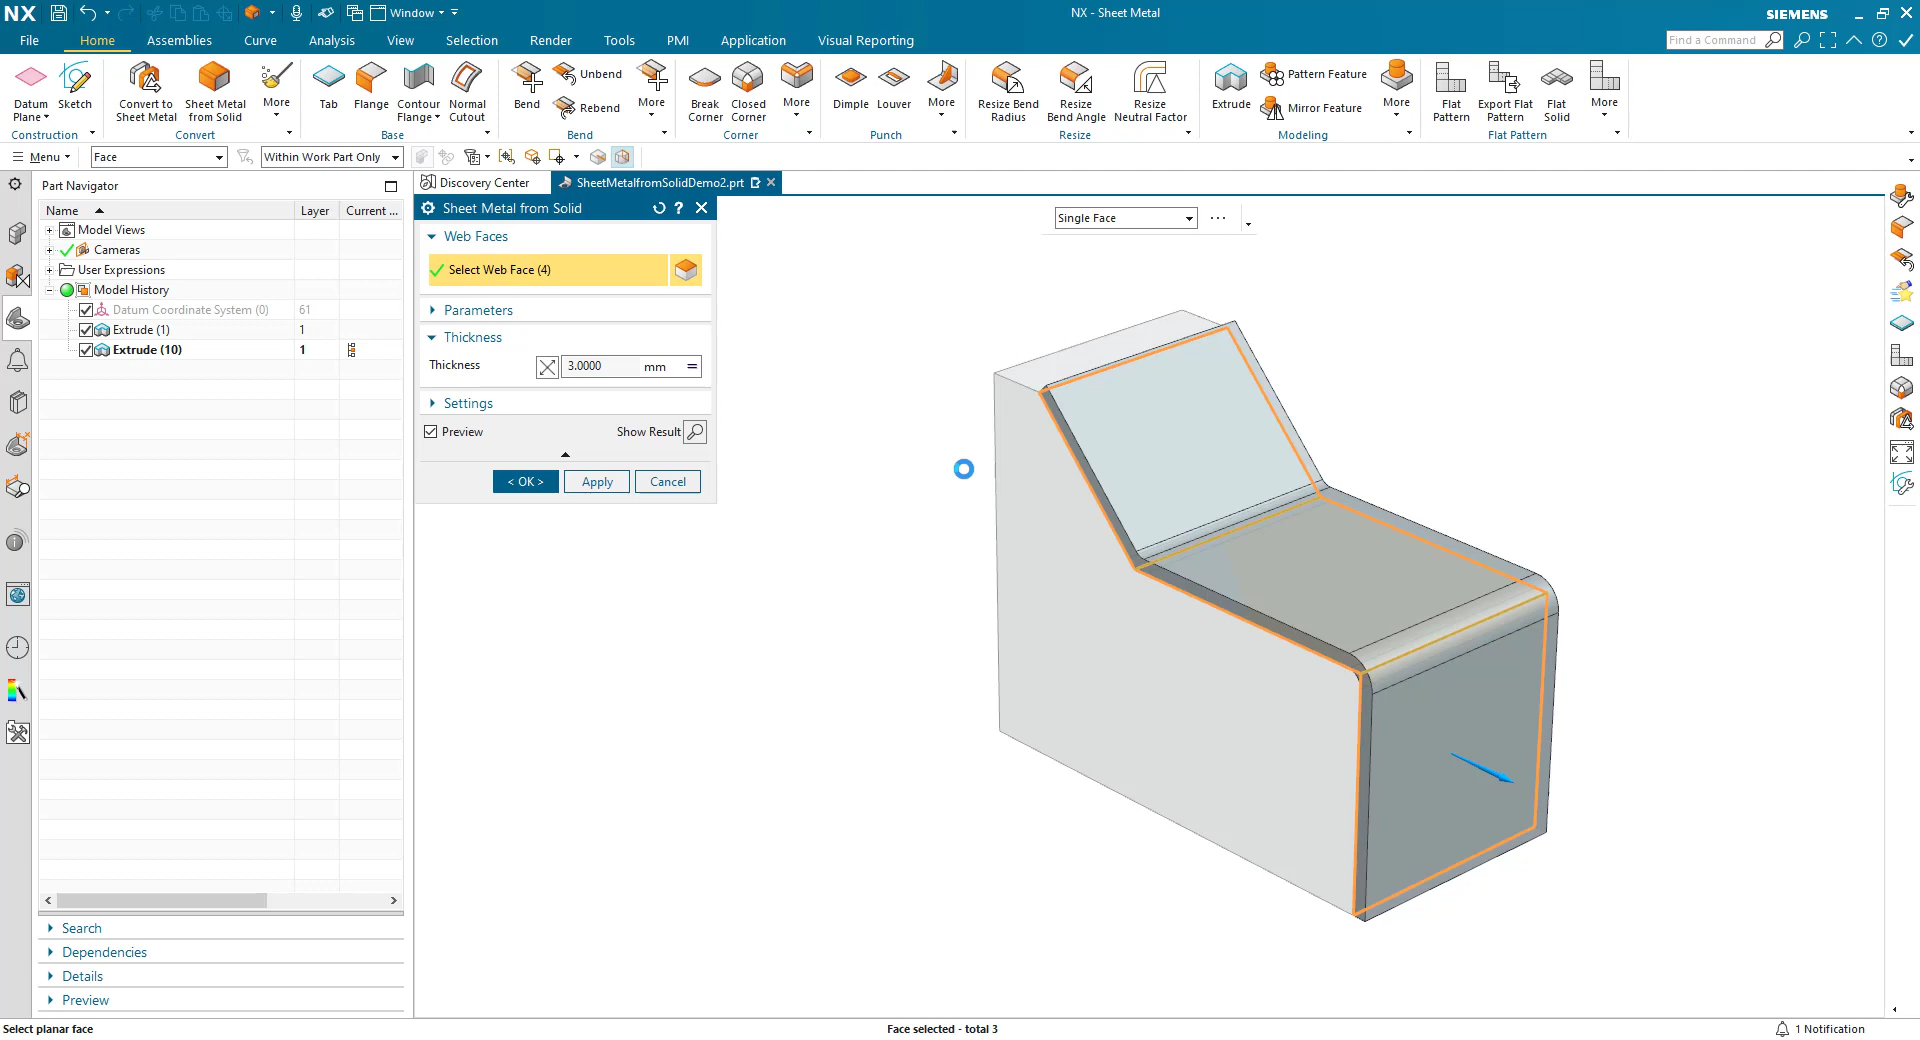 NX
Window
NX - Sheet Metal
SIEMENS
File
Home
Assemblies
Curve
Analysis
View
Selection
Render
Tools
PMI
Application
Visual Reporting
Find a Command
Datum Plane
Sketch
Convert to Sheet Metal
Sheet Metal from Solid
More
Tab
Flange
Contour Flange
Normal Cutout
Bend
Unbend
Rebend
More
Break Corner
Closed Corner
More
Dimple
Louver
More
Resize Bend Radius
Resize Bend Angle
Resize Neutral Factor
Extrude
Pattern Feature
Mirror Feature
More
Flat Pattern
Export Flat Pattern
Flat Solid
More
Construction
Convert
Base
Bend
Corner
Punch
Resize
Modeling
Flat Pattern
Menu
Face
Within Work Part Only
Part Navigator
Name
Layer
Current ...
Model Views
Cameras
User Expressions
Model History
Datum Coordinate System (0) 61
Extrude (1) 1
Extrude (10) 1
Search
Dependencies
Details
Preview
Discovery Center
SheetMetalfromSolidDemo2.prt
Sheet Metal from Solid
?
Web Faces
Select Web Face (4)
Parameters
Thickness
Thickness
3.0000 mm =
Settings
Preview
Show Result
< OK >
Apply
Cancel
Single Face
...
Select planar face
Face selected - total 3
1 Notification